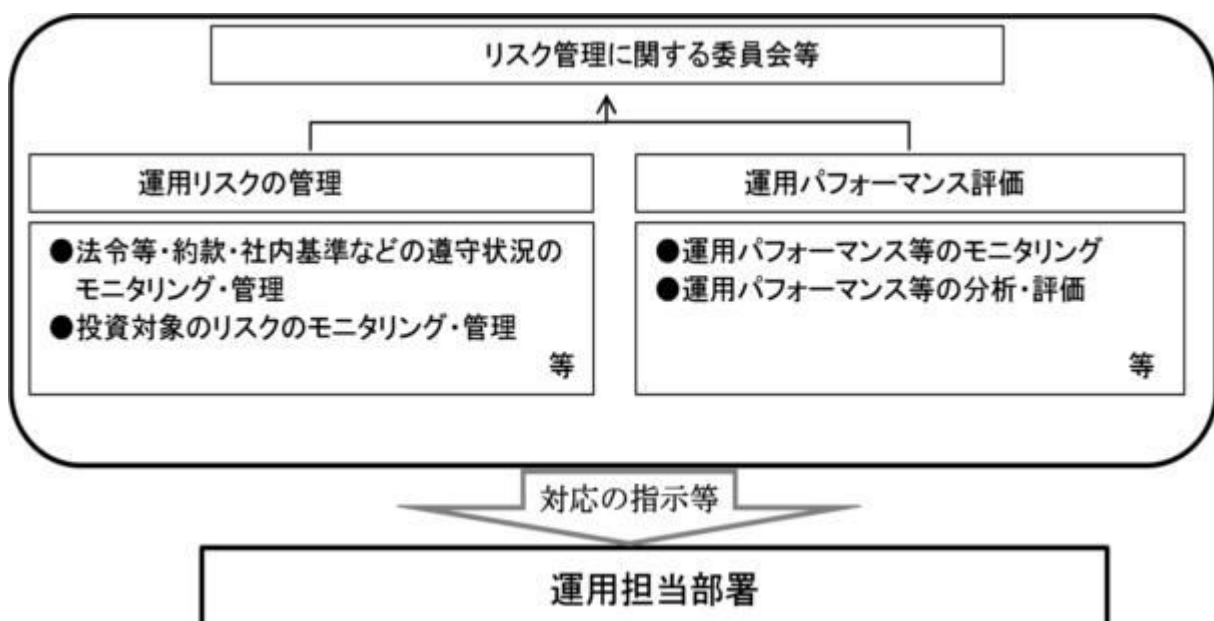 リスク管理に関する委員会等
運用リスクの管理
●法令等・約款・社内基準などの遵守状況の
モニタリング・管理
●投資対象のリスクのモニタリング・管理
等
運用パフォーマンス評価
●運用パフォーマンス等のモニタリング
●運用パフォーマンス等の分析・評価
等
対応の指示等
運用担当部署